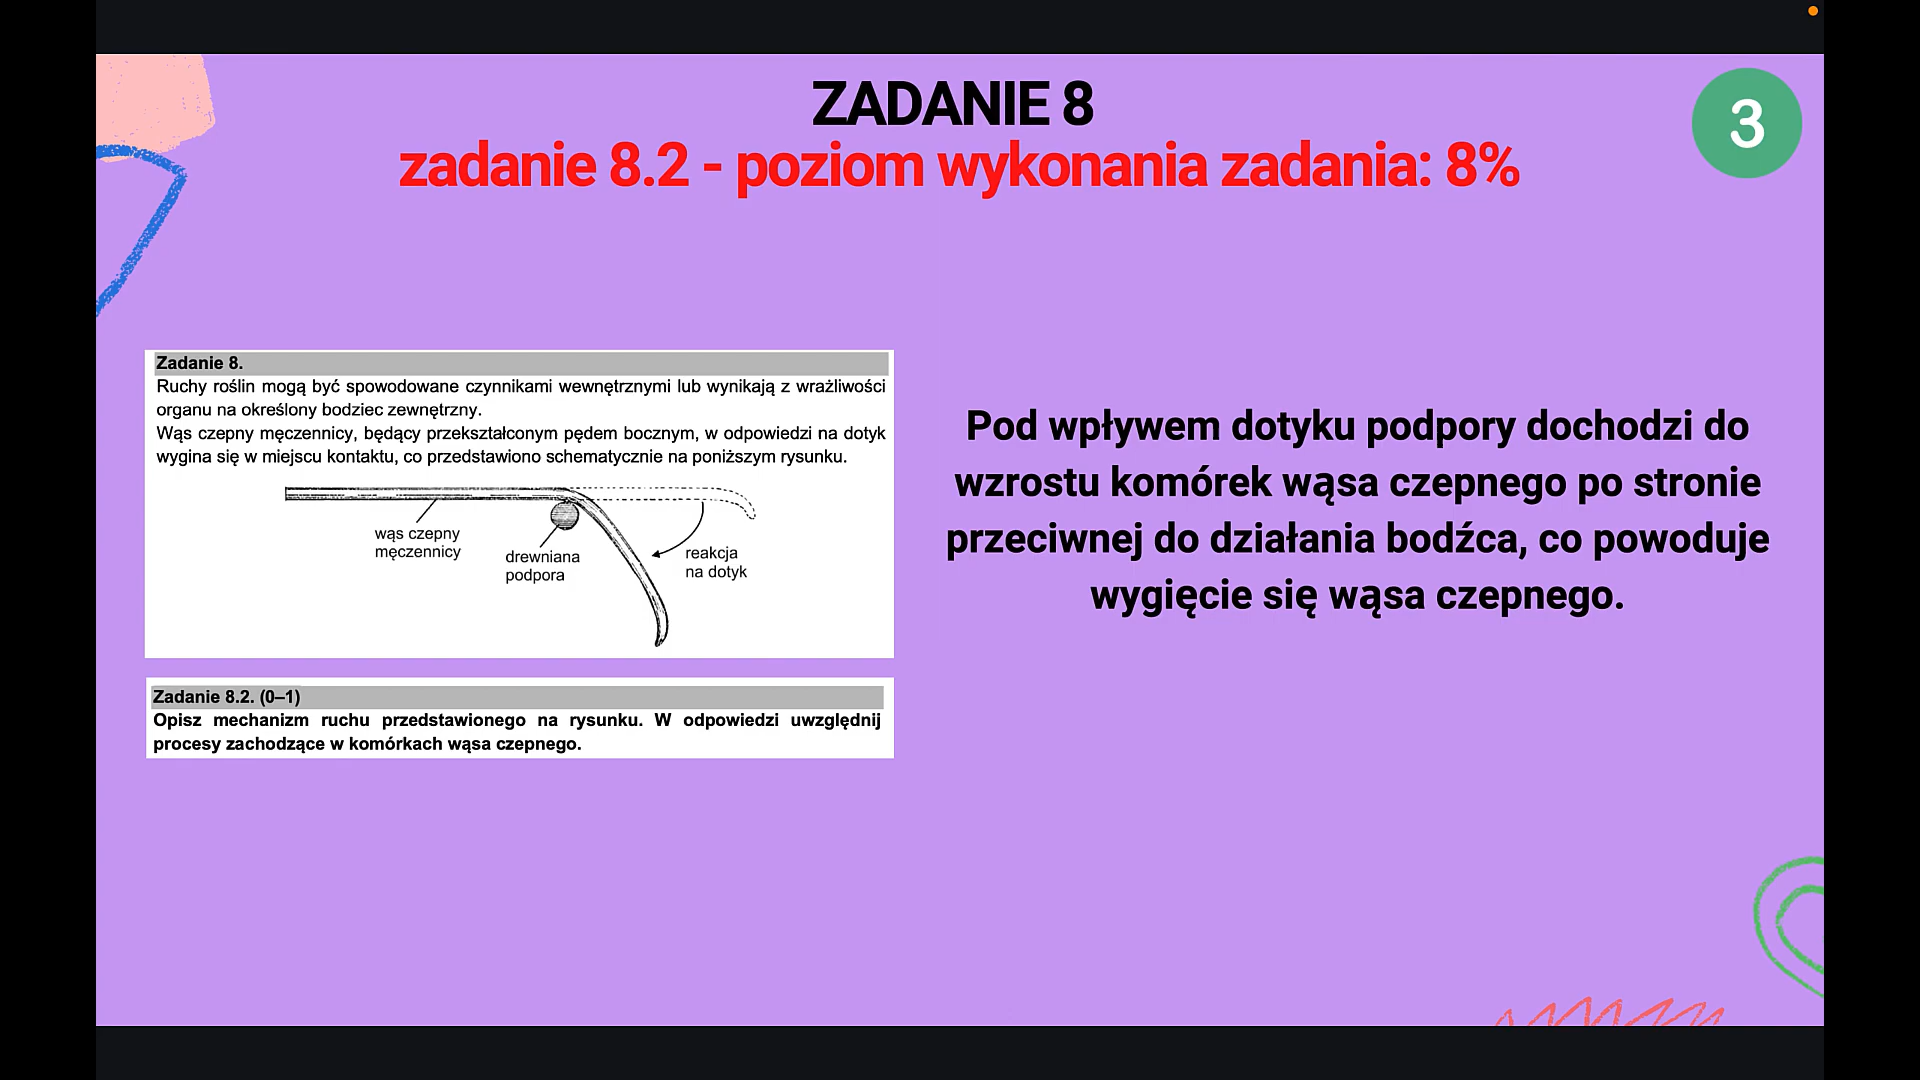 ZADANIE 8
zadanie 8.2 - poziom wykonania zadania: 8%
3
Zadanie 8.
Ruchy roślin mogą być spowodowane czynnikami wewnętrznymi lub wynikają z wrażliwości
organu na określony bodziec zewnętrzny.
Wąs czepny męczennicy, będący przekształconym pędem bocznym, w odpowiedzi na dotyk
wygina się w miejscu kontaktu, co przedstawiono schematycznie na poniższym rysunku.
wąs czepny
męczennicy
drewniana
podpora
reakcja
na dotyk
Zadanie 8.2. (0–1)
Opisz mechanizm ruchu przedstawionego na rysunku. W odpowiedzi uwzględnij
procesy zachodzące w komórkach wąsa czepnego.
Pod wpływem dotyku podpory dochodzi do
wzrostu komórek wąsa czepnego po stronie
przeciwnej do działania bodźca, co powoduje
wygięcie się wąsa czepnego.